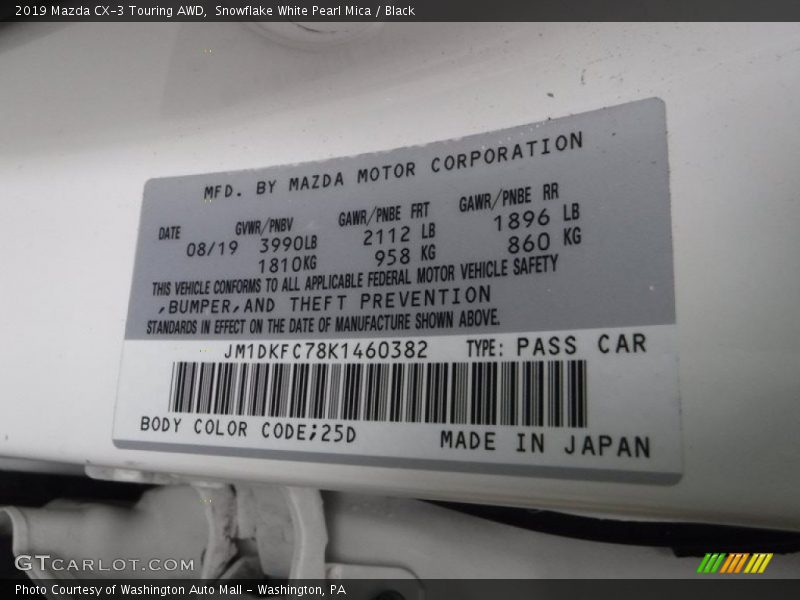 2019 Mazda CX-3 Touring AWD, Snowflake White Pearl Mica / Black
MFD. BY MAZDA MOTOR CORPORATION
DATE GVWR/PNBV GAWR/PNBE FRT GAWR/PNBE RR
08/19 3990LB 2112 LB 1896 LB
1810KG 958 KG 860 KG
THIS VEHICLE CONFORMS TO ALL APPLICABLE FEDERAL MOTOR VEHICLE SAFETY
,BUMPER,AND THEFT PREVENTION
STANDARDS IN EFFECT ON THE DATE OF MANUFACTURE SHOWN ABOVE.
JM1DKFC78K1460382 TYPE: PASS CAR
BODY COLOR CODE;25D MADE IN JAPAN
GTCARLOT.COM
Photo Courtesy of Washington Auto Mall - Washington, PA